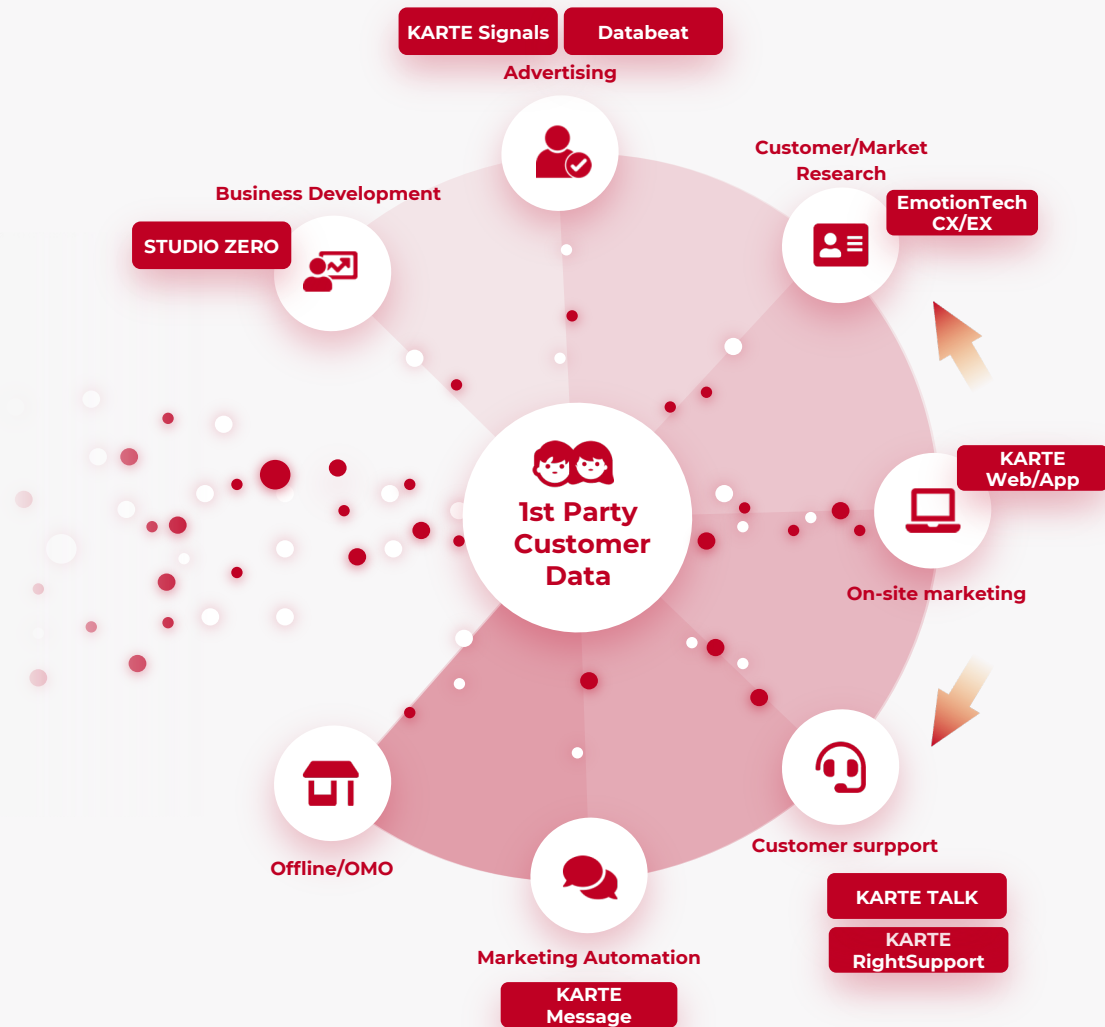 KARTE Signals
Databeat
Advertising
Customer/Market
Research
EmotionTech
CX/EX
Business Development
STUDIO ZERO
KARTE
Web/App
1st Party
Customer
Data
On-site marketing
Customer surpport
KARTE TALK
KARTE
RightSupport
Offline/OMO
Marketing Automation
KARTE
Message